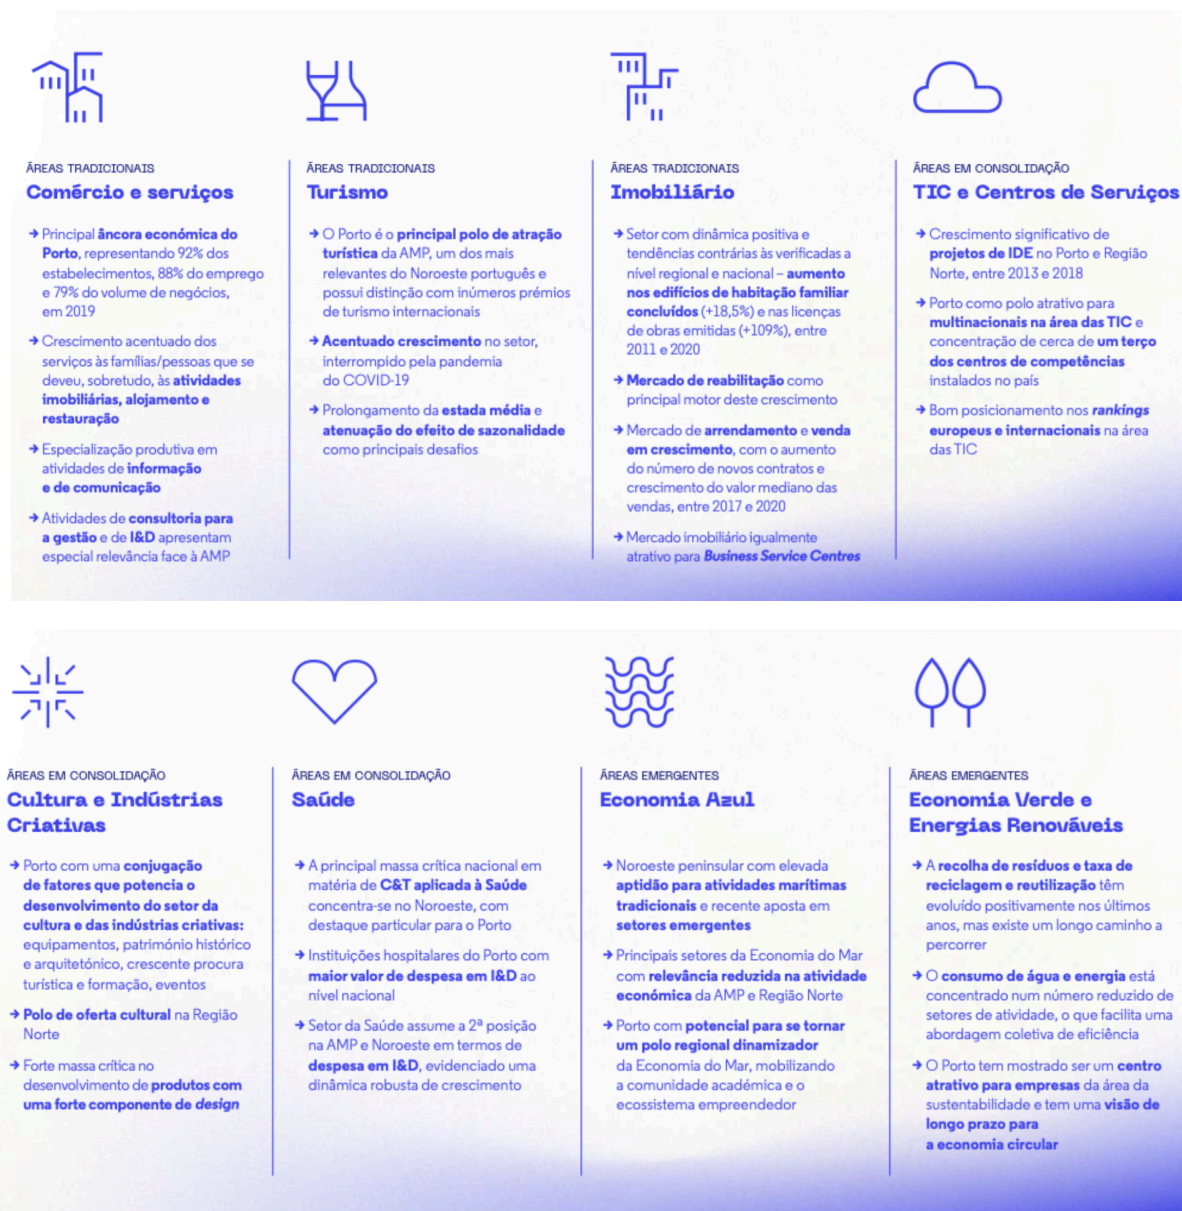 ÁREAS TRADICIONAIS
Comércio e serviços
→ Principal âncora económica do
Porto, representando 92% dos
estabelecimentos, 88% do emprego
e 79% do volume de negócios,
em 2019
→ Crescimento acentuado dos
serviços às famílias/pessoas que se
deveu, sobretudo, às atividades
imobiliárias, alojamento e
restauração
→ Especialização produtiva em
atividades de informação
e de comunicação
→ Atividades de consultoria para
a gestão e de I&D apresentam
especial relevância face à AMP
ÁREAS TRADICIONAIS
Turismo
→ O Porto é o principal polo de atração
turística da AMP, um dos mais
relevantes do Noroeste português e
possui distinção com inúmeros prémios
de turismo internacionais
→ Acentuado crescimento no setor,
interrompido pela pandemia
do COVID-19
→ Prolongamento da estada média e
atenuação do efeito de sazonalidade
como principais desafios
ÁREAS TRADICIONAIS
Imobiliário
→ Setor com dinâmica positiva e
tendências contrárias às verificadas a
nível regional e nacional – aumento
nos edifícios de habitação familiar
concluídos (+18,5%) e nas licenças
de obras emitidas (+109%), entre
2011 e 2020
→ Mercado de reabilitação como
principal motor deste crescimento
→ Mercado de arrendamento e venda
em crescimento, com o aumento
do número de novos contratos e
crescimento do valor mediano das
vendas, entre 2017 e 2020
→ Mercado imobiliário igualmente
atrativo para Business Service Centres
ÁREAS EM CONSOLIDAÇÃO
TIC e Centros de Serviços
→ Crescimento significativo de
projetos de IDE no Porto e Região
Norte, entre 2013 e 2018
→ Porto como polo atrativo para
multinacionais na área das TIC e
concentração de cerca de um terço
dos centros de competências
instalados no país
→ Bom posicionamento nos rankings
europeus e internacionais na área
das TIC
ÁREAS EM CONSOLIDAÇÃO
Cultura e Indústrias
Criativas
→ Porto com uma conjugação
de fatores que potencia o
desenvolvimento do setor da
cultura e das indústrias criativas:
equipamentos, património histórico
e arquitetónico, crescente procura
turística e formação, eventos
→ Polo de oferta cultural na Região
Norte
→ Forte massa crítica no
desenvolvimento de produtos com
uma forte componente de design
ÁREAS EM CONSOLIDAÇÃO
Saúde
→ A principal massa crítica nacional em
matéria de C&T aplicada à Saúde
concentra-se no Noroeste, com
destaque particular para o Porto
→ Instituições hospitalares do Porto com
maior valor de despesa em I&D ao
nível nacional
→ Setor da Saúde assume a 2ª posição
na AMP e Noroeste em termos de
despesa em I&D, evidenciado uma
dinâmica robusta de crescimento
ÁREAS EMERGENTES
Economia Azul
→ Noroeste peninsular com elevada
aptidão para atividades marítimas
tradicionais e recente aposta em
setores emergentes
→ Principais setores da Economia do Mar
com relevância reduzida na atividade
económica da AMP e Região Norte
→ Porto com potencial para se tornar
um polo regional dinamizador
da Economia do Mar, mobilizando
a comunidade académica e o
ecossistema empreendedor
ÁREAS EMERGENTES
Economia Verde e
Energias Renováveis
→ A recolha de resíduos e taxa de
reciclagem e reutilização têm
evoluído positivamente nos últimos
anos, mas existe um longo caminho a
percorrer
→ O consumo de água e energia está
concentrado num número reduzido de
setores de atividade, o que facilita uma
abordagem coletiva de eficiência
→ O Porto tem mostrado ser um centro
atrativo para empresas da área da
sustentabilidade e tem uma visão de
longo prazo para
a economia circular